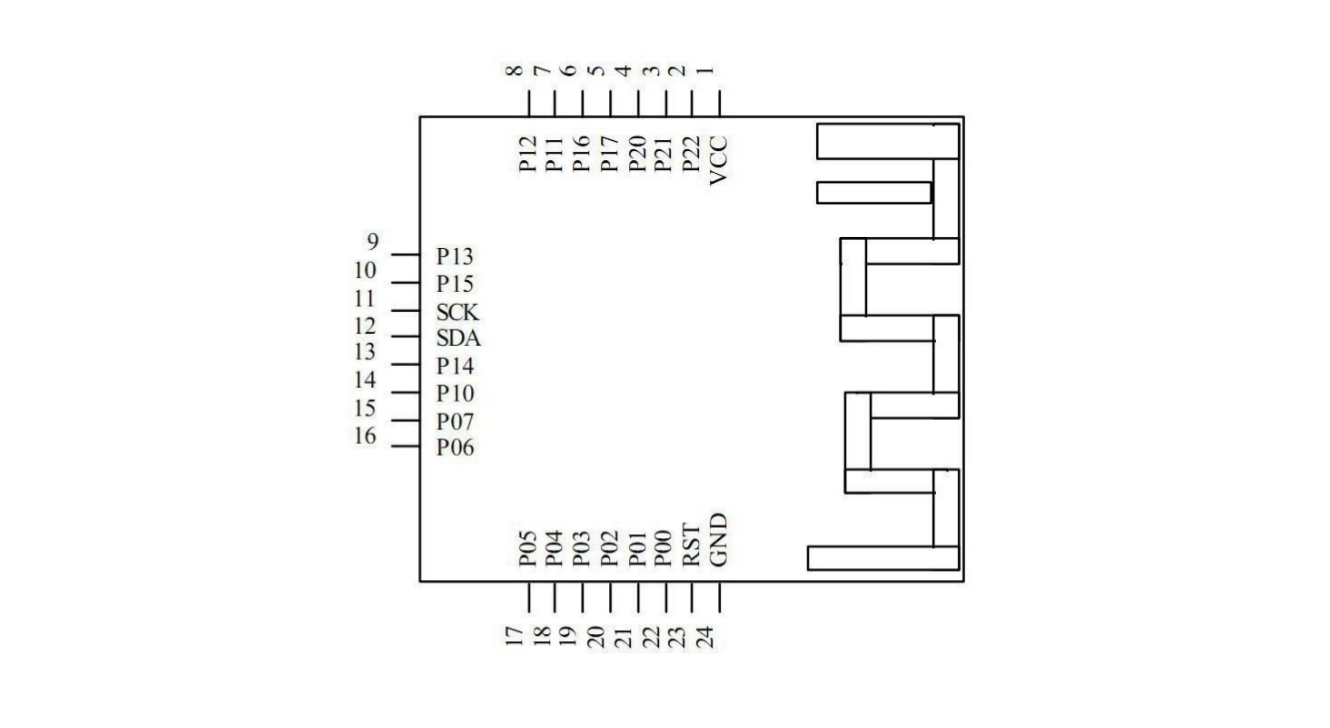 8 7 6 5 4 3 2 1
P12 P11 P16 P17 P20 P21 P22 VCC
9 P13
10 P15
11 SCK
12 SDA
13 P14
14 P10
15 P07
16 P06
P05 P04 P03 P02 P01 P00 RST GND
17 18 19 20 21 22 23 24